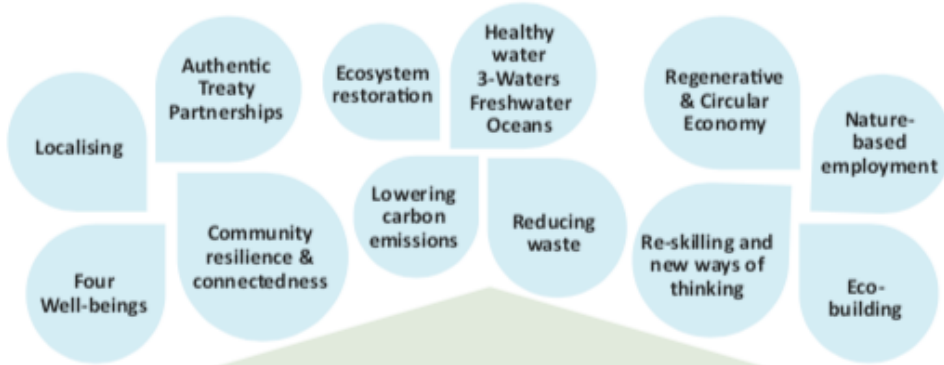 Localising
Authentic
Treaty
Partnerships
Four
Well-beings
Community
resilience &
connectedness
Ecosystem
restoration
Healthy
water
3-Waters
Freshwater
Oceans
Lowering
carbon
emissions
Reducing
waste
Regenerative
& Circular
Economy
Nature-
based
employment
Re-skilling and
new ways of
thinking
Eco-
building